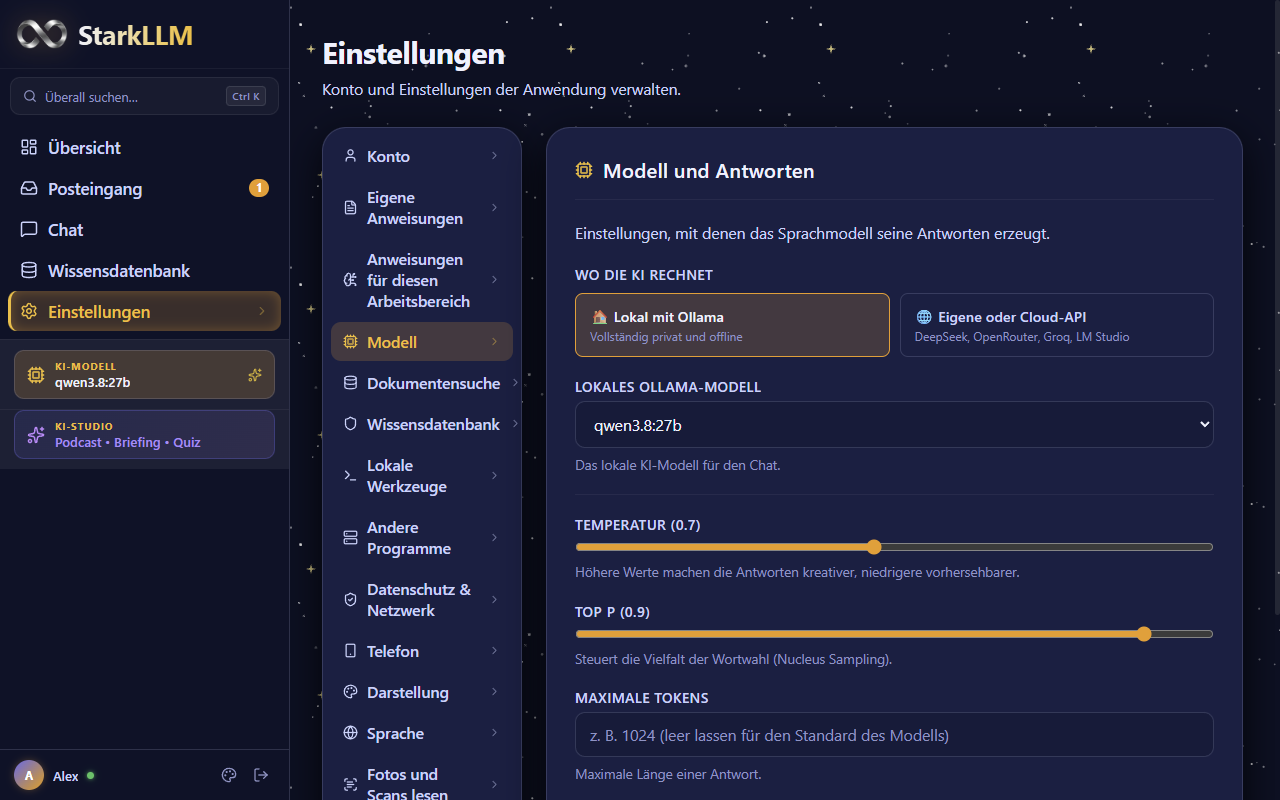 StarkLLM
Überall suchen...
Ctrl K
Übersicht
Posteingang
1
Chat
Wissensdatenbank
Einstellungen
KI-MODELL
qwen3.8:27b
KI-STUDIO
Podcast • Briefing • Quiz
A
Alex
Einstellungen
Konto und Einstellungen der Anwendung verwalten.
Konto
Eigene
Anweisungen
Anweisungen
für diesen
Arbeitsbereich
Modell
Dokumentensuche
Wissensdatenbank
Lokale
Werkzeuge
Andere
Programme
Datenschutz &
Netzwerk
Telefon
Darstellung
Sprache
Fotos und
Scans lesen
Modell und Antworten
Einstellungen, mit denen das Sprachmodell seine Antworten erzeugt.
WO DIE KI RECHNET
Lokal mit Ollama
Vollständig privat und offline
Eigene oder Cloud-API
DeepSeek, OpenRouter, Groq, LM Studio
LOKALES OLLAMA-MODELL
qwen3.8:27b
Das lokale KI-Modell für den Chat.
TEMPERATUR (0.7)
Höhere Werte machen die Antworten kreativer, niedrigere vorhersehbarer.
TOP P (0.9)
Steuert die Vielfalt der Wortwahl (Nucleus Sampling).
MAXIMALE TOKENS
z. B. 1024 (leer lassen für den Standard des Modells)
Maximale Länge einer Antwort.